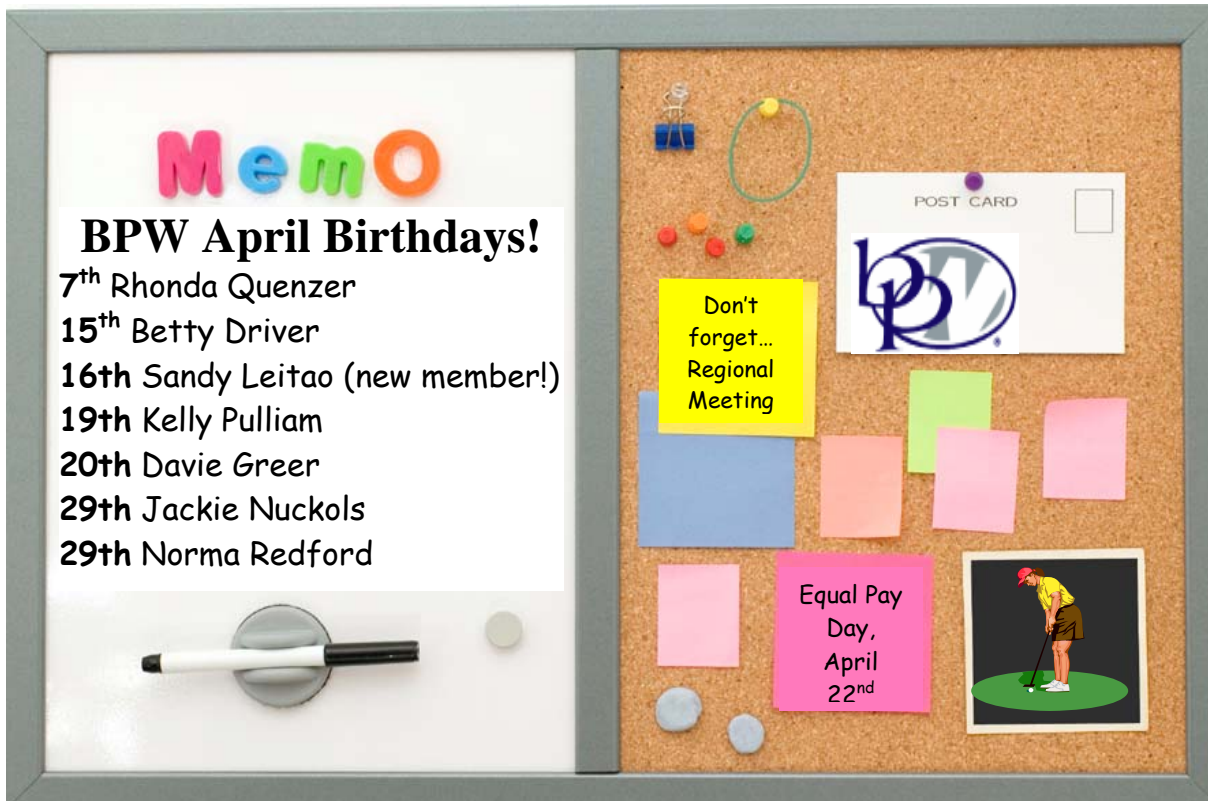 MemO
BPW April Birthdays!
7th Rhonda Quenzer
15th Betty Driver
16th Sandy Leitao (new member!)
19th Kelly Pulliam
20th Davie Greer
29th Jackie Nuckols
29th Norma Redford
POST CARD
bpw
®
Don't
forget…
Regional
Meeting
Equal Pay
Day,
April
22nd